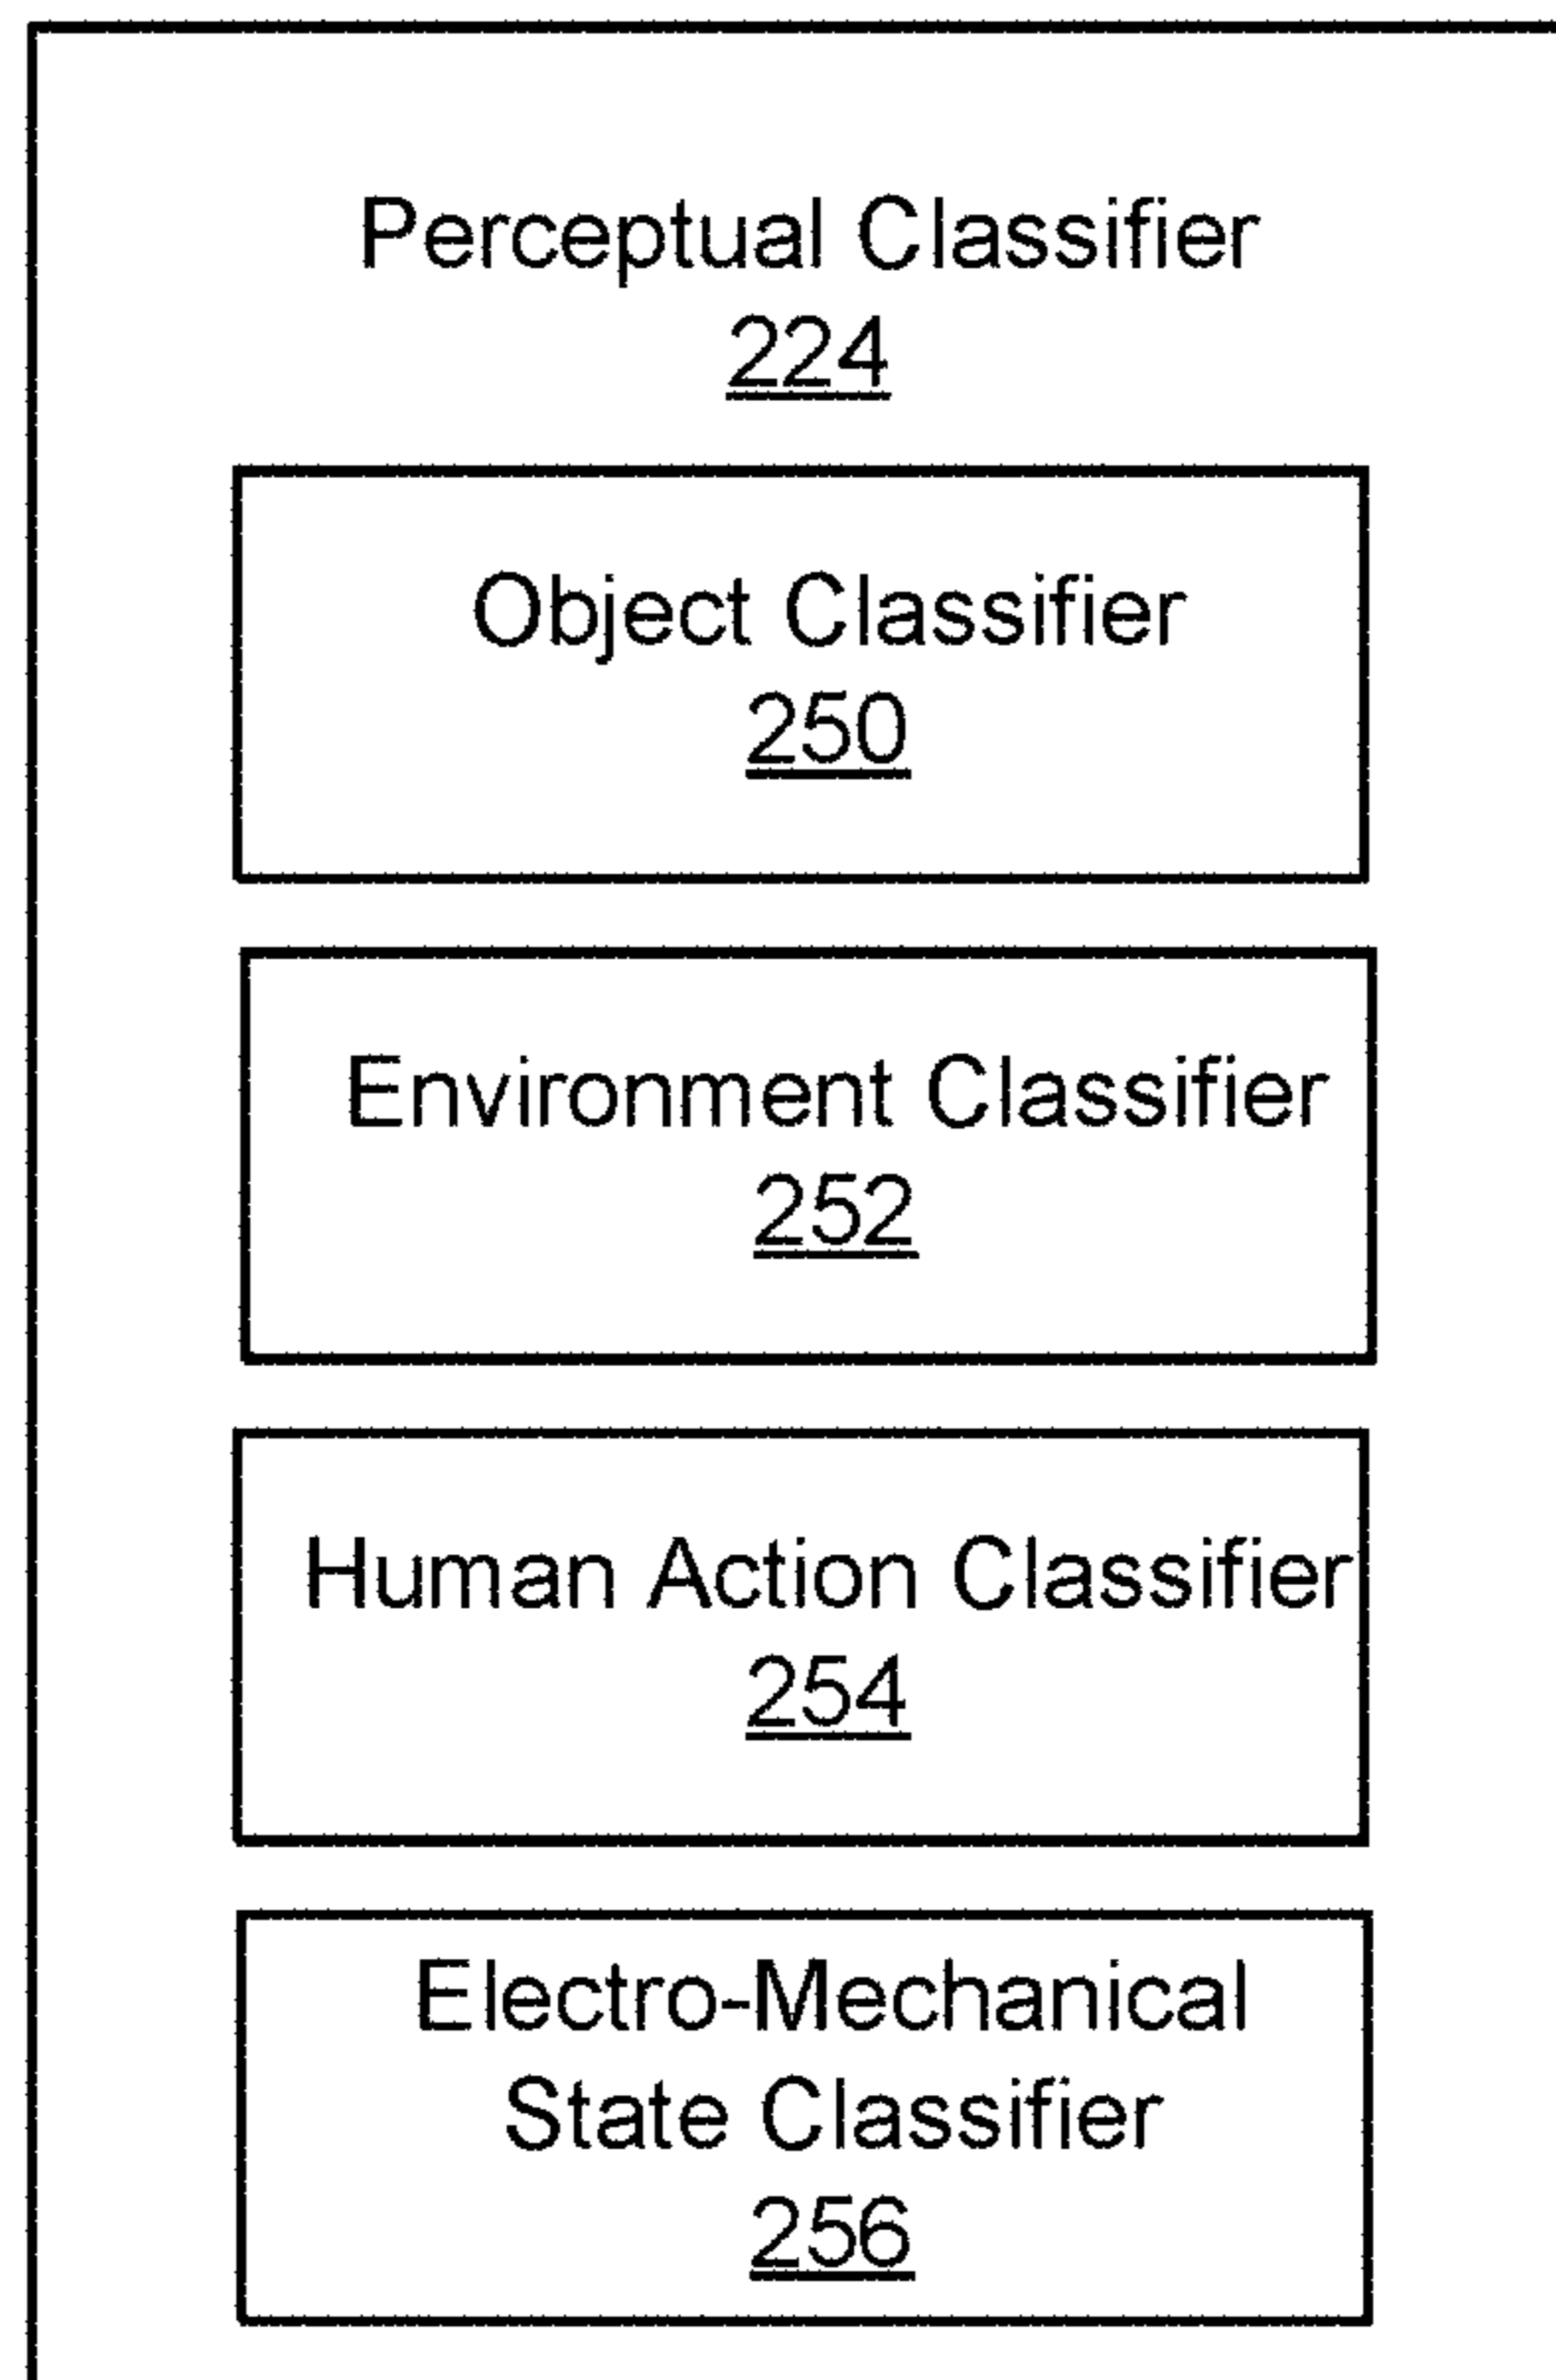 Perceptual Classifier
224
Object Classifier
250
Environment Classifier
252
Human Action Classifier
254
Electro-Mechanical
State Classifier
256